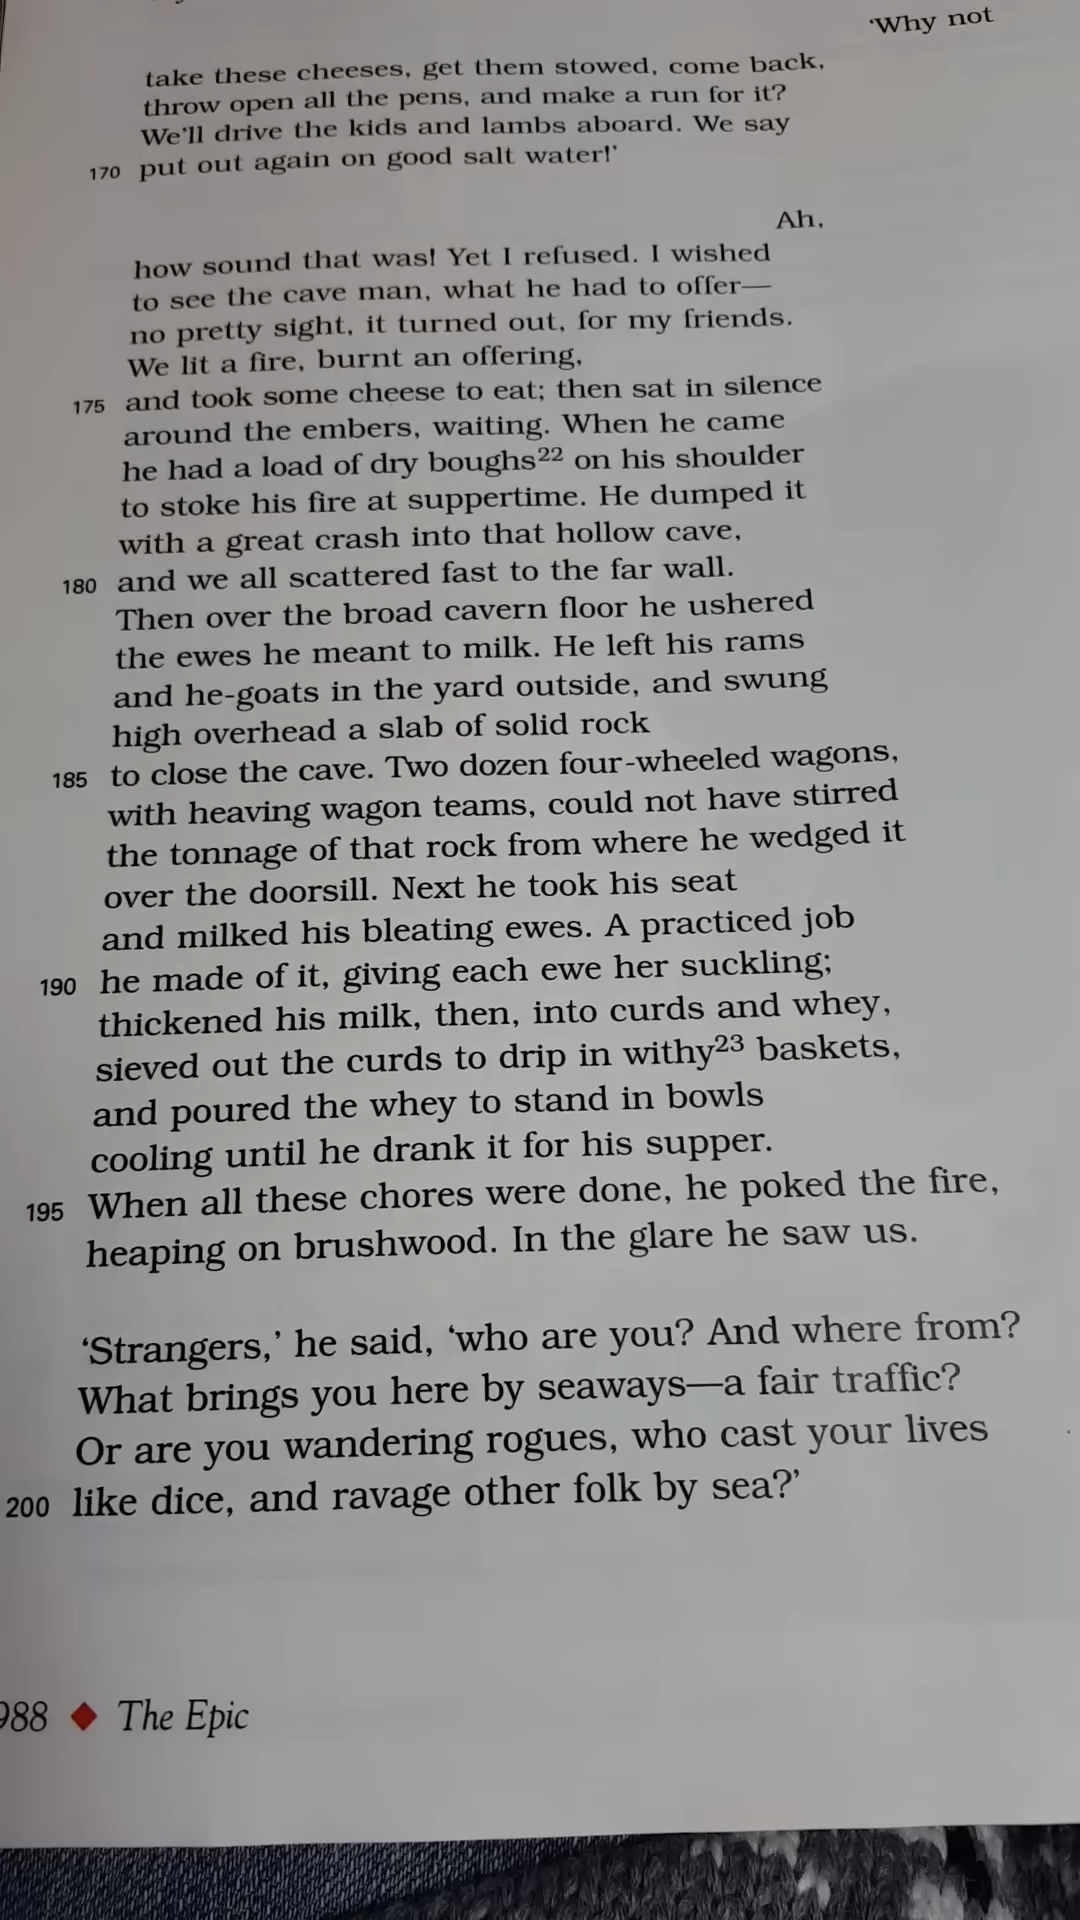 'Why not
take these cheeses, get them stowed, come back,
throw open all the pens, and make a run for it?
We'll drive the kids and lambs aboard. We say
170 put out again on good salt water!'
Ah,
how sound that was! Yet I refused. I wished
to see the cave man, what he had to offer—
no pretty sight, it turned out, for my friends.
We lit a fire, burnt an offering,
175 and took some cheese to eat; then sat in silence
around the embers, waiting. When he came
he had a load of dry boughs22 on his shoulder
to stoke his fire at suppertime. He dumped it
with a great crash into that hollow cave,
180 and we all scattered fast to the far wall.
Then over the broad cavern floor he ushered
the ewes he meant to milk. He left his rams
and he-goats in the yard outside, and swung
high overhead a slab of solid rock
185 to close the cave. Two dozen four-wheeled wagons,
with heaving wagon teams, could not have stirred
the tonnage of that rock from where he wedged it
over the doorsill. Next he took his seat
and milked his bleating ewes. A practiced job
190 he made of it, giving each ewe her suckling;
thickened his milk, then, into curds and whey,
sieved out the curds to drip in withy23 baskets,
and poured the whey to stand in bowls
cooling until he drank it for his supper.
195 When all these chores were done, he poked the fire,
heaping on brushwood. In the glare he saw us.
'Strangers,' he said, 'who are you? And where from?
What brings you here by seaways—a fair traffic?
Or are you wandering rogues, who cast your lives
200 like dice, and ravage other folk by sea?'
988 ◆ The Epic